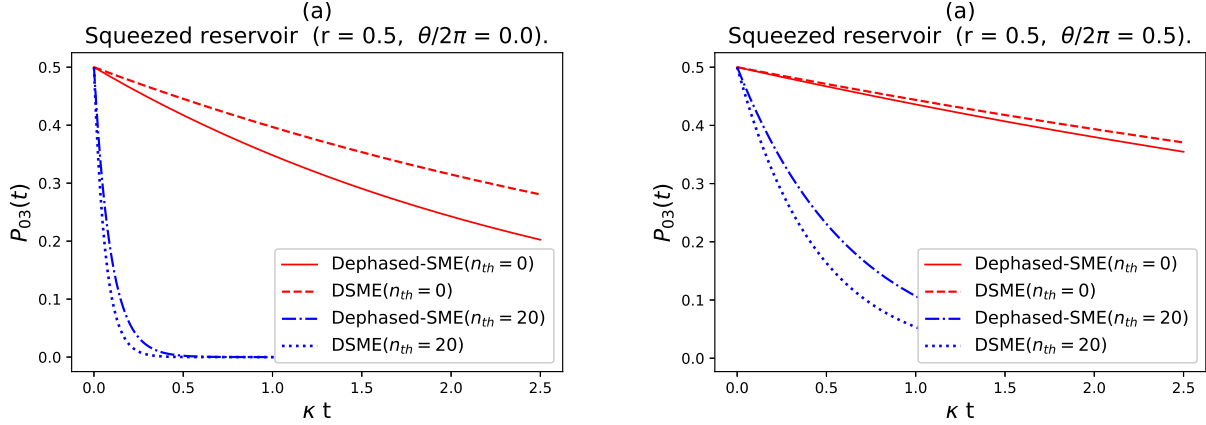 (a)
Squeezed reservoir (r = 0.5, θ/2π = 0.0).
0.5
0.4
0.3
0.2
0.1
0.0
P₀₃(t)
Dephased-SME(nₜₕ = 0)
DSME(nₜₕ = 0)
Dephased-SME(nₜₕ = 20)
DSME(nₜₕ = 20)
0.0 0.5 1.0 1.5 2.0 2.5
κ t
(a)
Squeezed reservoir (r = 0.5, θ/2π = 0.5).
0.5
0.4
0.3
0.2
0.1
0.0
P₀₃(t)
Dephased-SME(nₜₕ = 0)
DSME(nₜₕ = 0)
Dephased-SME(nₜₕ = 20)
DSME(nₜₕ = 20)
0.0 0.5 1.0 1.5 2.0 2.5
κ t